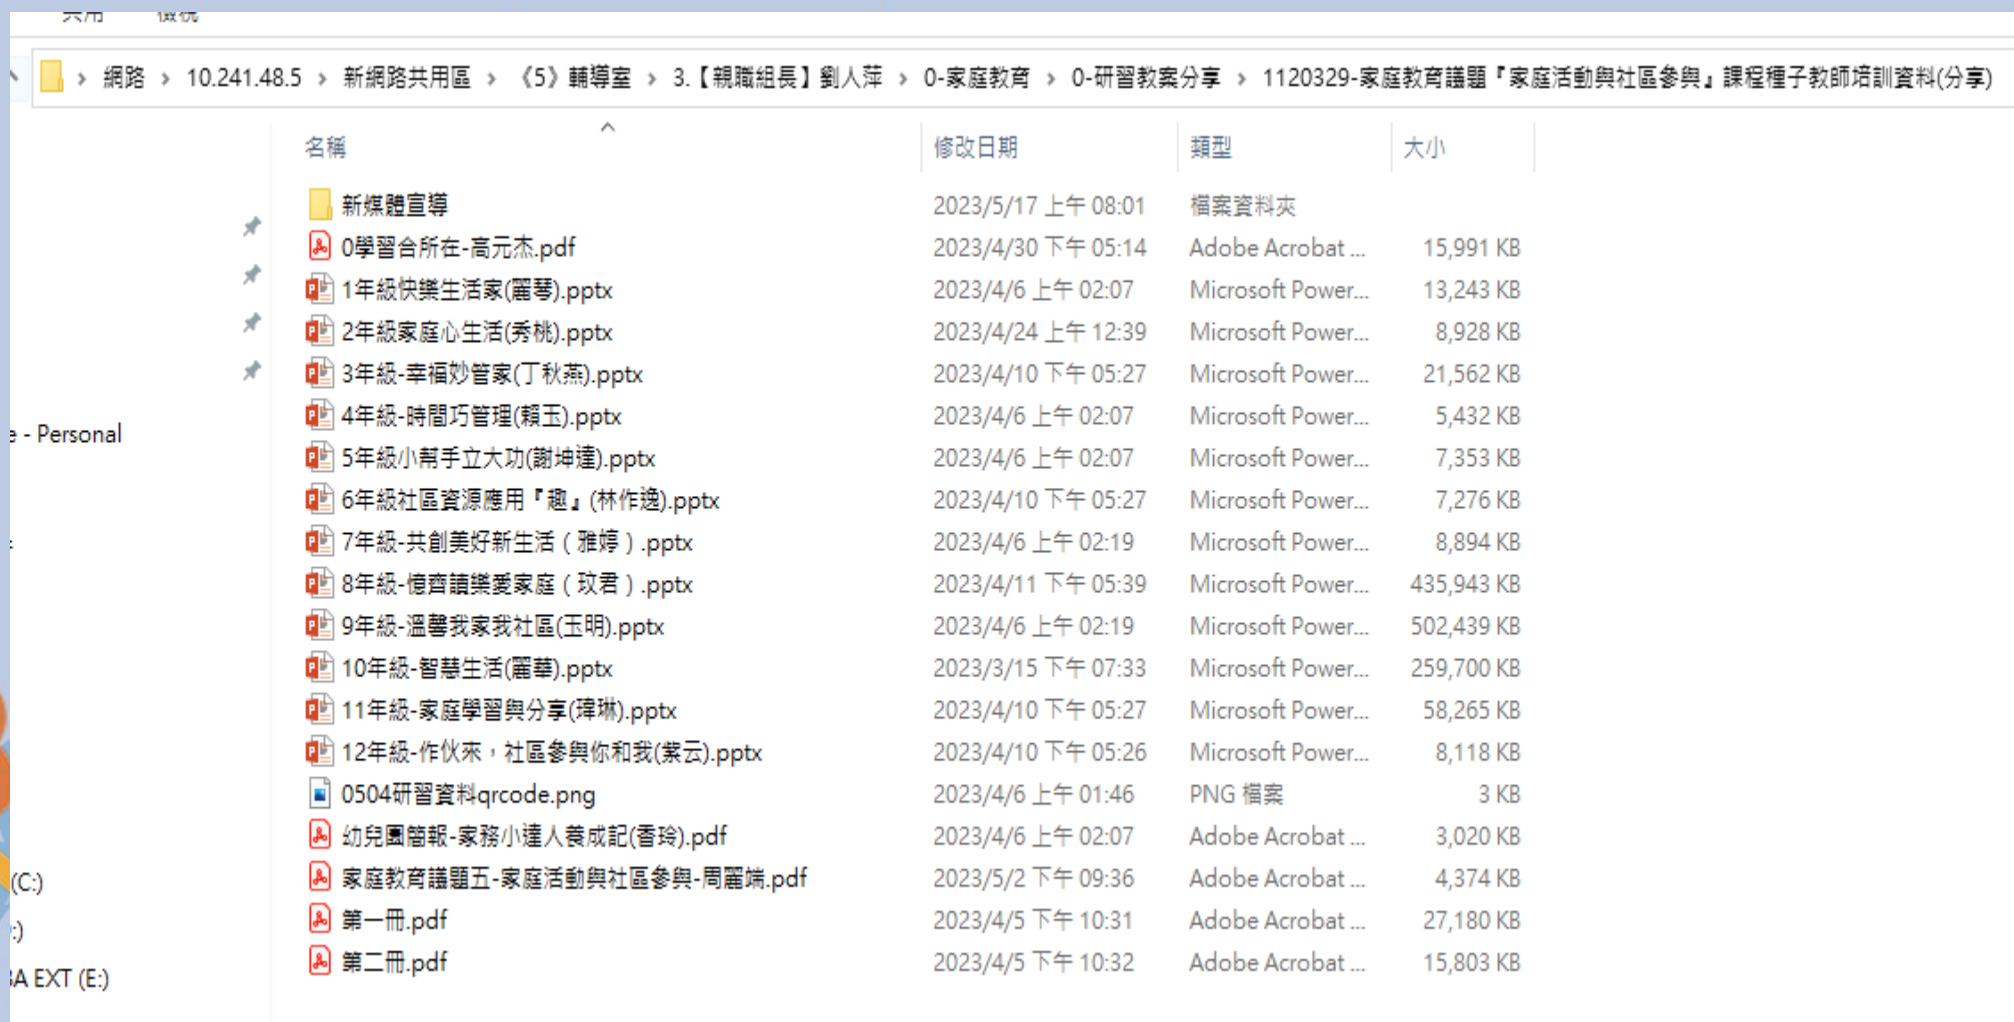 共用 檢視
網路 › 10.241.48.5 › 新網路共用區 › 《5》輔導室 › 3.【親職組長】劉人萍 › 0-家庭教育 › 0-研習教案分享 › 1120329-家庭教育議題『家庭活動與社區參與』課程種子教師培訓資料(分享)
名稱 修改日期 類型 大小
新媒體宣導 2023/5/17 上午 08:01 檔案資料夾
0學習合所在-高元杰.pdf 2023/4/30 下午 05:14 Adobe Acrobat ... 15,991 KB
1年級快樂生活家(麗琴).pptx 2023/4/6 上午 02:07 Microsoft Power... 13,243 KB
2年級家庭心生活(秀桃).pptx 2023/4/24 上午 12:39 Microsoft Power... 8,928 KB
3年級-幸福妙管家(丁秋燕).pptx 2023/4/10 下午 05:27 Microsoft Power... 21,562 KB
4年級-時間巧管理(賴玉).pptx 2023/4/6 上午 02:07 Microsoft Power... 5,432 KB
e - Personal
5年級小幫手立大功(謝坤達).pptx 2023/4/6 上午 02:07 Microsoft Power... 7,353 KB
6年級社區資源應用『趣』(林作逸).pptx 2023/4/10 下午 05:27 Microsoft Power... 7,276 KB
7年級-共創美好新生活（雅婷）.pptx 2023/4/6 上午 02:19 Microsoft Power... 8,894 KB
8年級-憶齊讀樂愛家庭（玟君）.pptx 2023/4/11 下午 05:39 Microsoft Power... 435,943 KB
9年級-溫馨我家我社區(玉明).pptx 2023/4/6 上午 02:19 Microsoft Power... 502,439 KB
10年級-智慧生活(麗華).pptx 2023/3/15 下午 07:33 Microsoft Power... 259,700 KB
11年級-家庭學習與分享(瑋琳).pptx 2023/4/10 下午 05:27 Microsoft Power... 58,265 KB
12年級-作伙來，社區參與你和我(紫云).pptx 2023/4/10 下午 05:26 Microsoft Power... 8,118 KB
0504研習資料qrcode.png 2023/4/6 上午 01:46 PNG 檔案 3 KB
幼兒園簡報-家務小達人養成記(香玲).pdf 2023/4/6 上午 02:07 Adobe Acrobat ... 3,020 KB
(C:)
家庭教育議題五-家庭活動與社區參與-周麗端.pdf 2023/5/2 下午 09:36 Adobe Acrobat ... 4,374 KB
第一冊.pdf 2023/4/5 下午 10:31 Adobe Acrobat ... 27,180 KB
:)
第二冊.pdf 2023/4/5 下午 10:32 Adobe Acrobat ... 15,803 KB
BA EXT (E:)